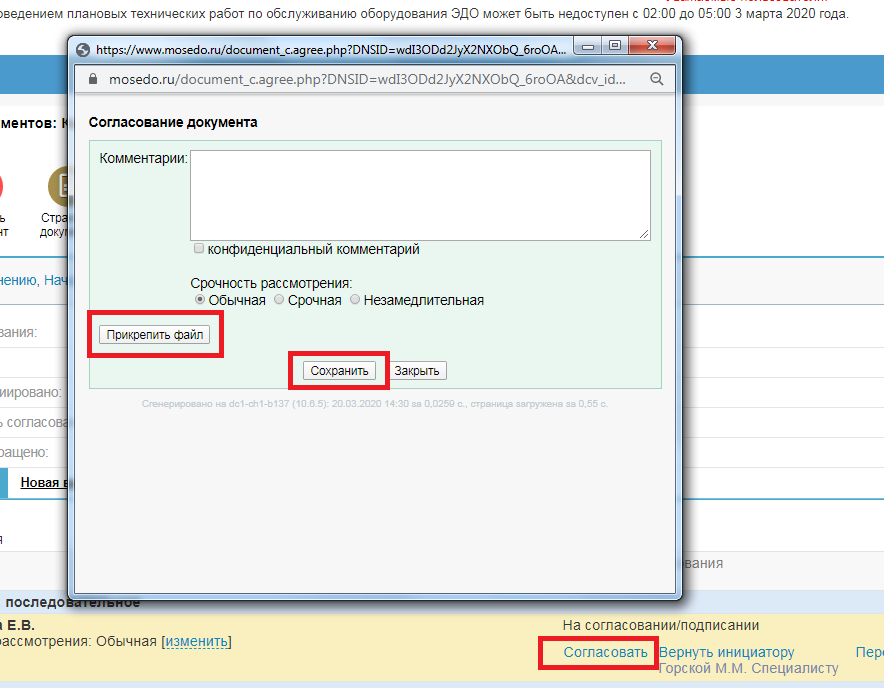 оведением плановых технических работ по обслуживанию оборудования ЭДО может быть недоступен с 02:00 до 05:00 3 марта 2020 года.
https://www.mosedo.ru/document_c.agree.php?DNSID=wdI3ODd2JyX2NXObQ_6roOA...
mosedo.ru/document_c.agree.php?DNSID=wdI3ODd2JyX2NXObQ_6roOA&dcv_id...
Согласование документа
ментов: К
Комментарии:
ь
нт
Стра
докум
конфиденциальный комментарий
нению, Нач
Срочность рассмотрения:
Обычная Срочная Незамедлительная
вания:
Прикрепить файл
Сохранить Закрыть
иировано:
Сгенерировано на dc1-ch1-b137 (10.6.5): 20.03.2020 14:30 за 0,0259 с., страница загружена за 0,55 с.
ь согласова
ращено:
Новая в
я
вания
последовательное
а Е.В.
На согласовании/подписании
рассмотрения: Обычная [изменить]
Согласовать Вернуть инициатору Пере
Горской М.М. Специалисту